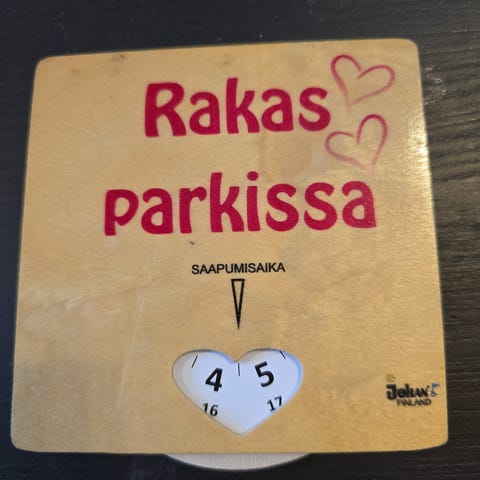 Rakas
parkissa
SAAPUMISAIKA
4 5
16 17
Johan
FINLAND